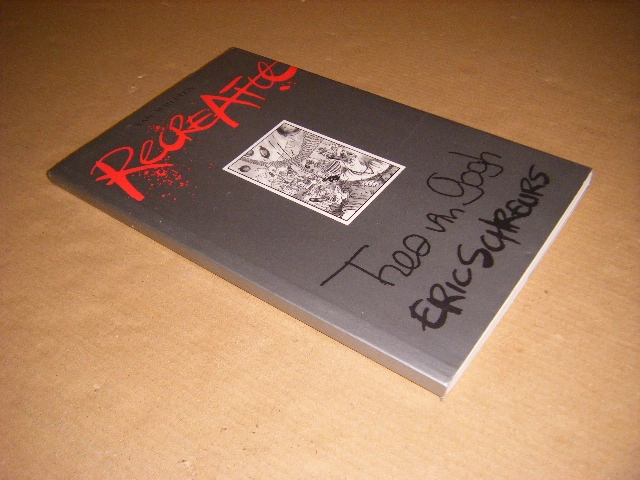 RECREATIE
Theo van Gogh
ERIC SCHREURS